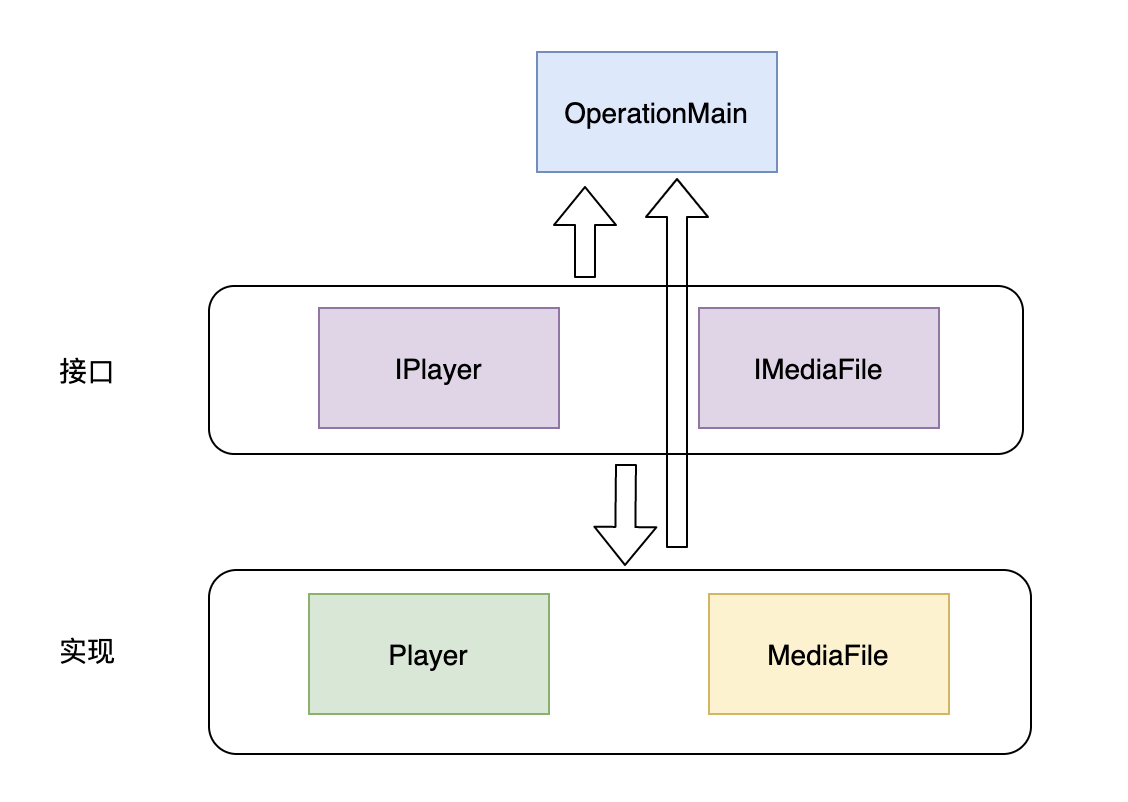 OperationMain
接口
IPlayer
IMediaFile
实现
Player
MediaFile